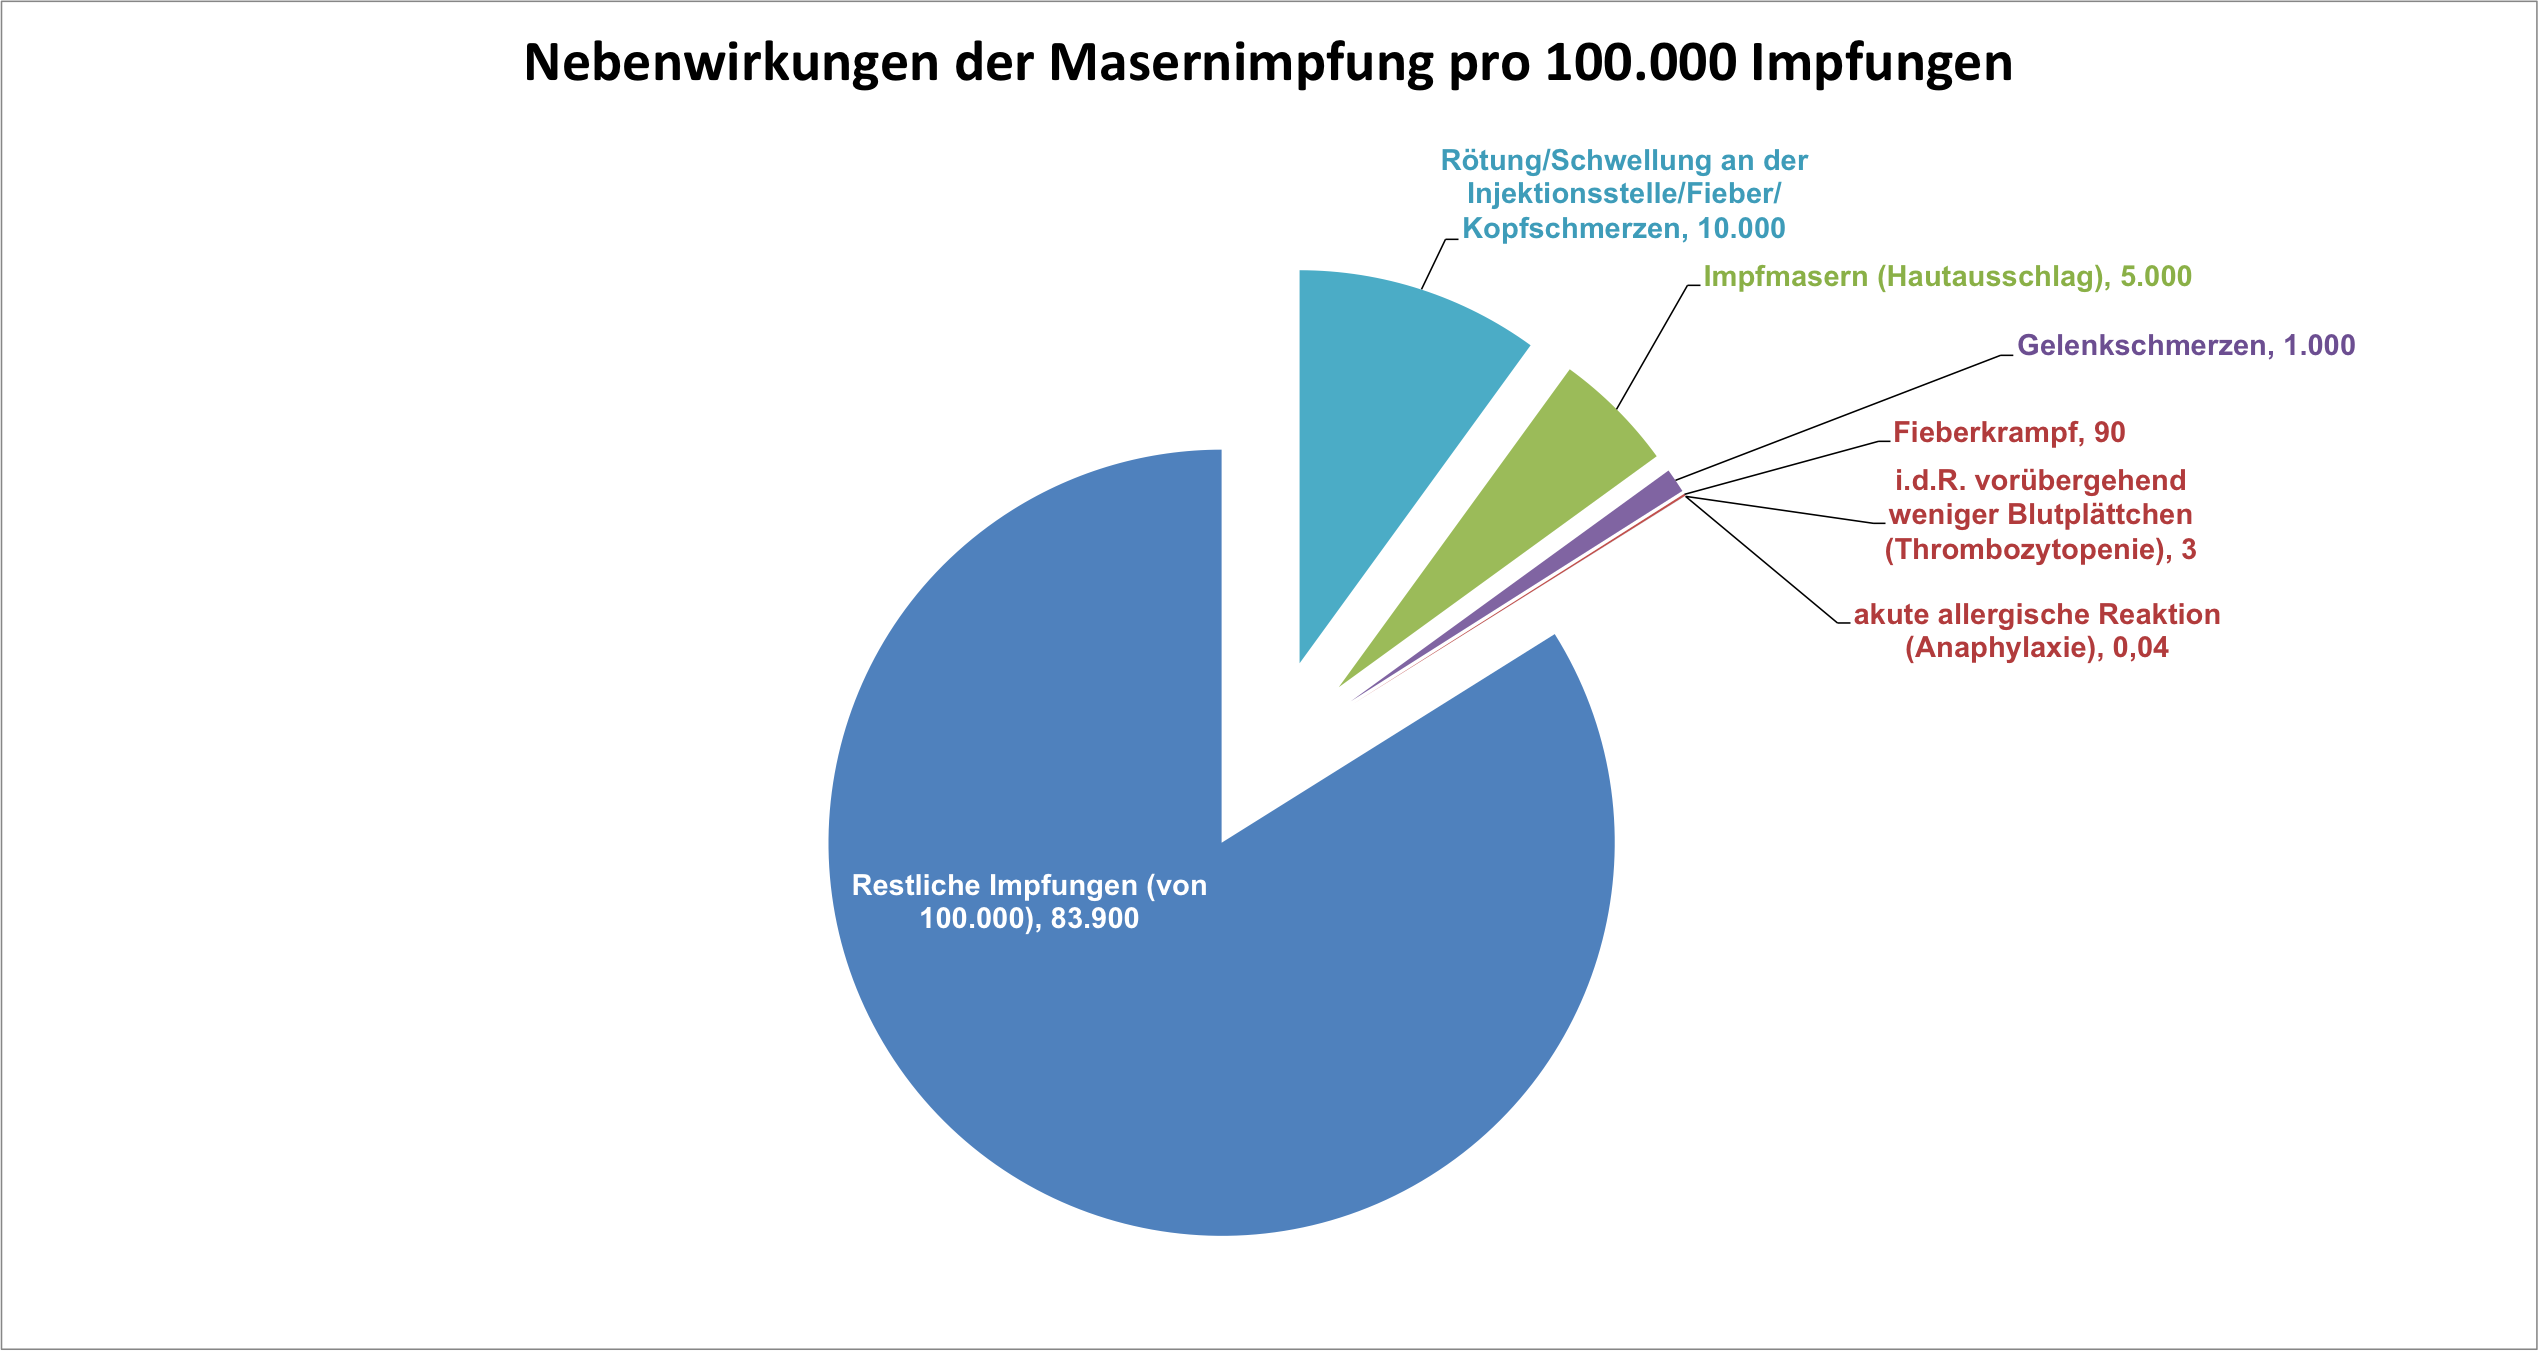 Nebenwirkungen der Masernimpfung pro 100.000 Impfungen
Rötung/Schwellung an der
Injektionsstelle/Fieber/
Kopfschmerzen, 10.000
Impfmasern (Hautausschlag), 5.000
Gelenkschmerzen, 1.000
Fieberkrampf, 90
i.d.R. vorübergehend
weniger Blutplättchen
(Thrombozytopenie), 3
akute allergische Reaktion
(Anaphylaxie), 0,04
Restliche Impfungen (von
100.000), 83.900